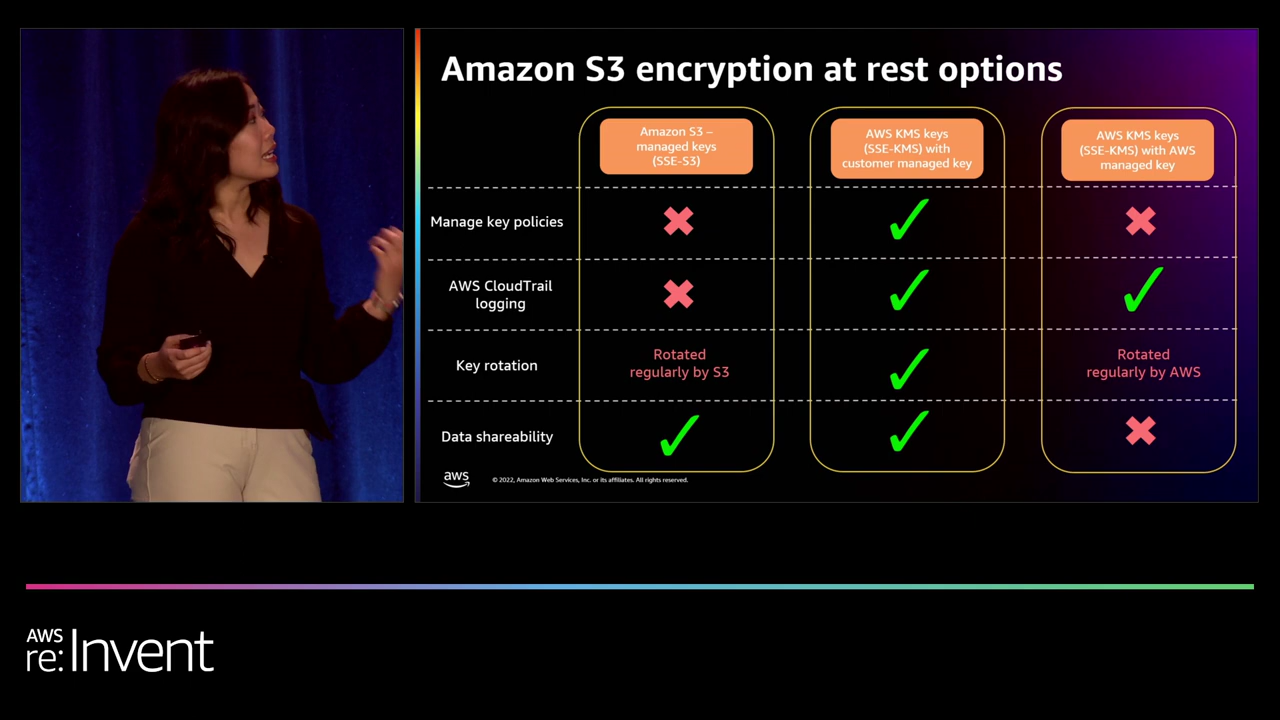 Amazon S3 encryption at rest options
Amazon S3 –
managed keys
(SSE-S3)
AWS KMS keys
(SSE-KMS) with
customer managed key
AWS KMS keys
(SSE-KMS) with AWS
managed key
Manage key policies
AWS CloudTrail
logging
Key rotation
Rotated
regularly by S3
Rotated
regularly by AWS
Data shareability
aws
© 2022, Amazon Web Services, Inc. or its affiliates. All rights reserved.
AWS
re:Invent